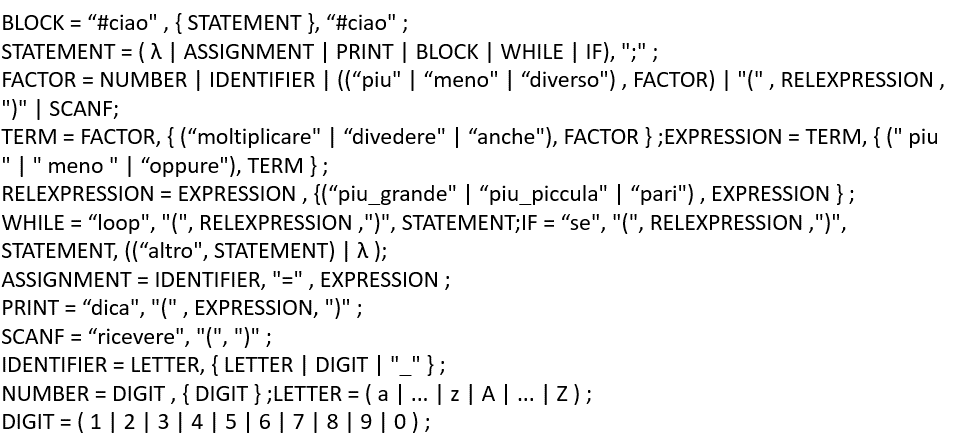 BLOCK = “#ciao" , { STATEMENT }, “#ciao" ;
STATEMENT = ( λ | ASSIGNMENT | PRINT | BLOCK | WHILE | IF), ";" ;
FACTOR = NUMBER | IDENTIFIER | ((“piu" | “meno" | “diverso") , FACTOR) | "(" , RELEXPRESSION ,
")" | SCANF;
TERM = FACTOR, { (“moltiplicare" | “divedere" | “anche"), FACTOR } ;EXPRESSION = TERM, { (" piu
" | " meno " | “oppure"), TERM } ;
RELEXPRESSION = EXPRESSION , {(“piu_grande" | “piu_piccula" | “pari") , EXPRESSION } ;
WHILE = “loop", "(", RELEXPRESSION ,")", STATEMENT;IF = “se", "(", RELEXPRESSION ,")",
STATEMENT, ((“altro", STATEMENT) | λ );
ASSIGNMENT = IDENTIFIER, "=" , EXPRESSION ;
PRINT = “dica", "(" , EXPRESSION, ")" ;
SCANF = “ricevere", "(", ")" ;
IDENTIFIER = LETTER, { LETTER | DIGIT | "_" } ;
NUMBER = DIGIT , { DIGIT } ;LETTER = ( a | ... | z | A | ... | Z ) ;
DIGIT = ( 1 | 2 | 3 | 4 | 5 | 6 | 7 | 8 | 9 | 0 ) ;